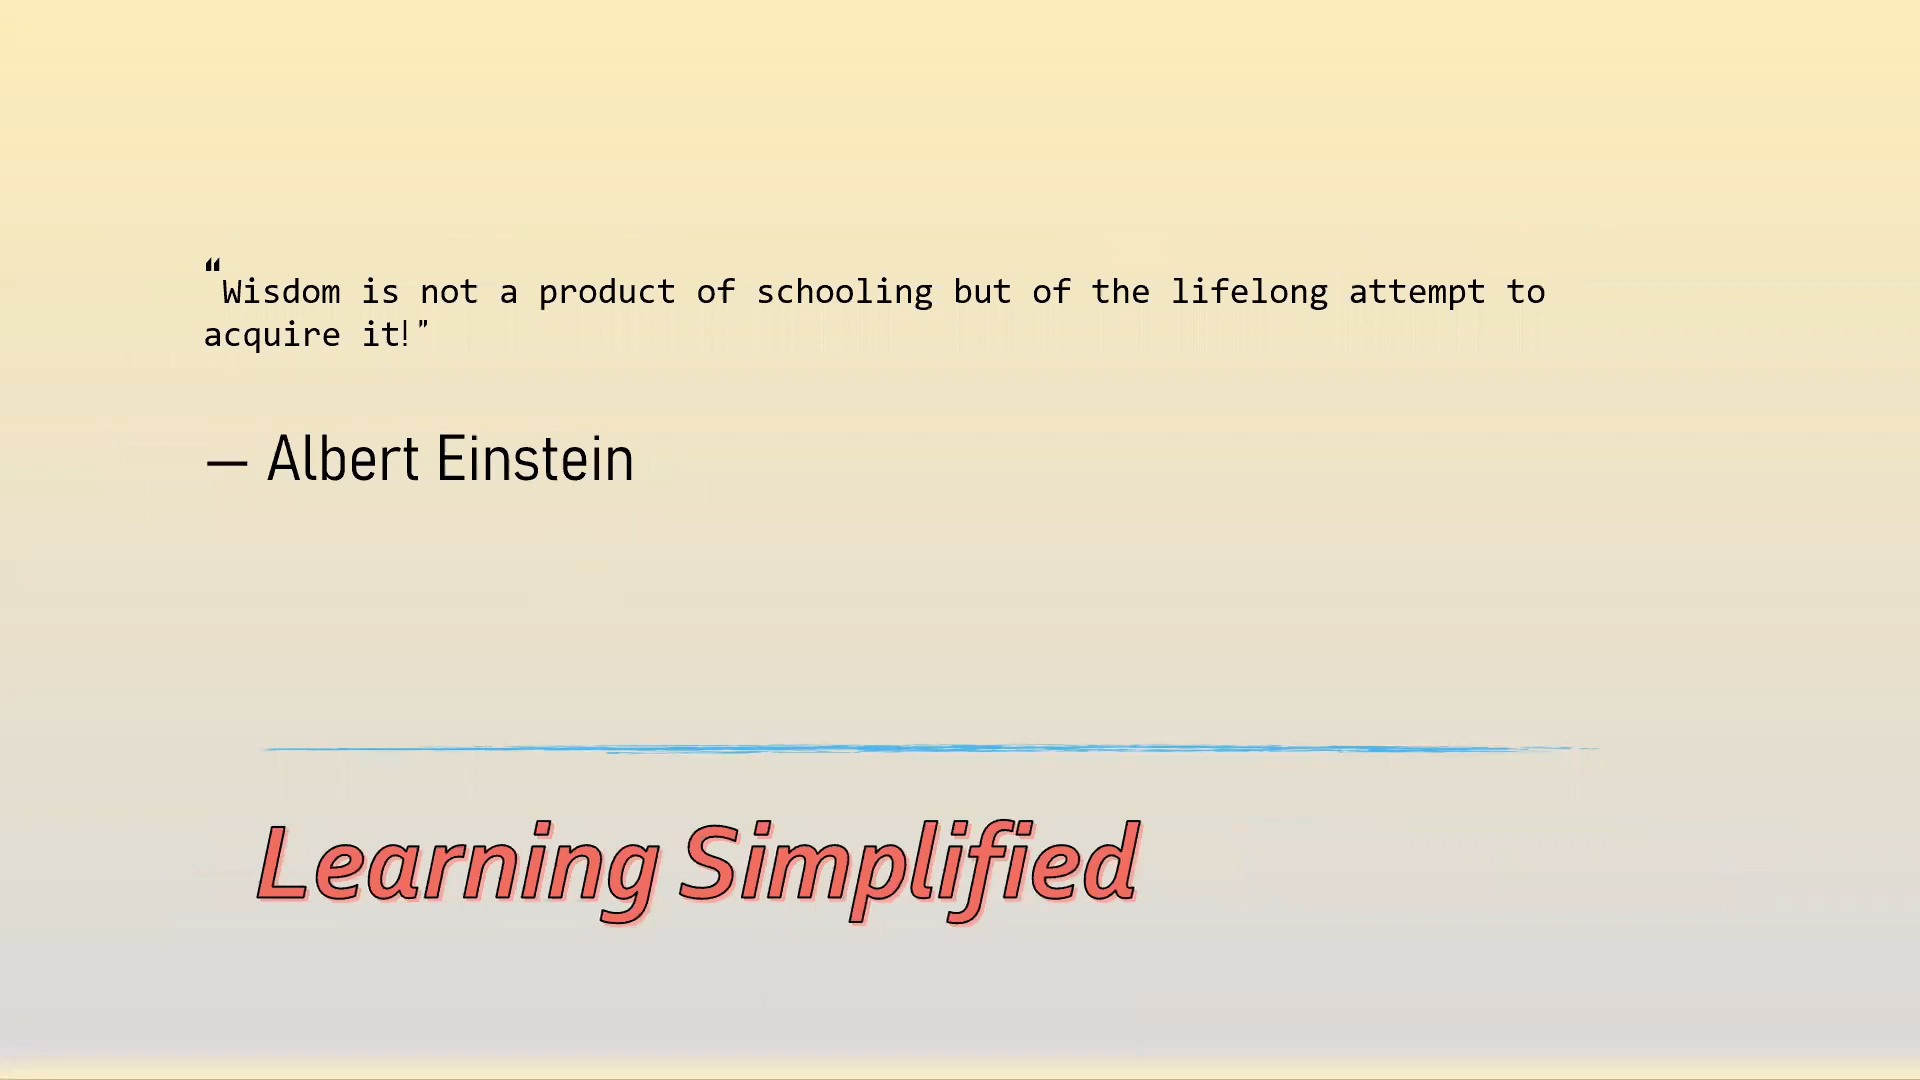 “Wisdom is not a product of schooling but of the lifelong attempt to
acquire it!”
— Albert Einstein
Learning Simplified